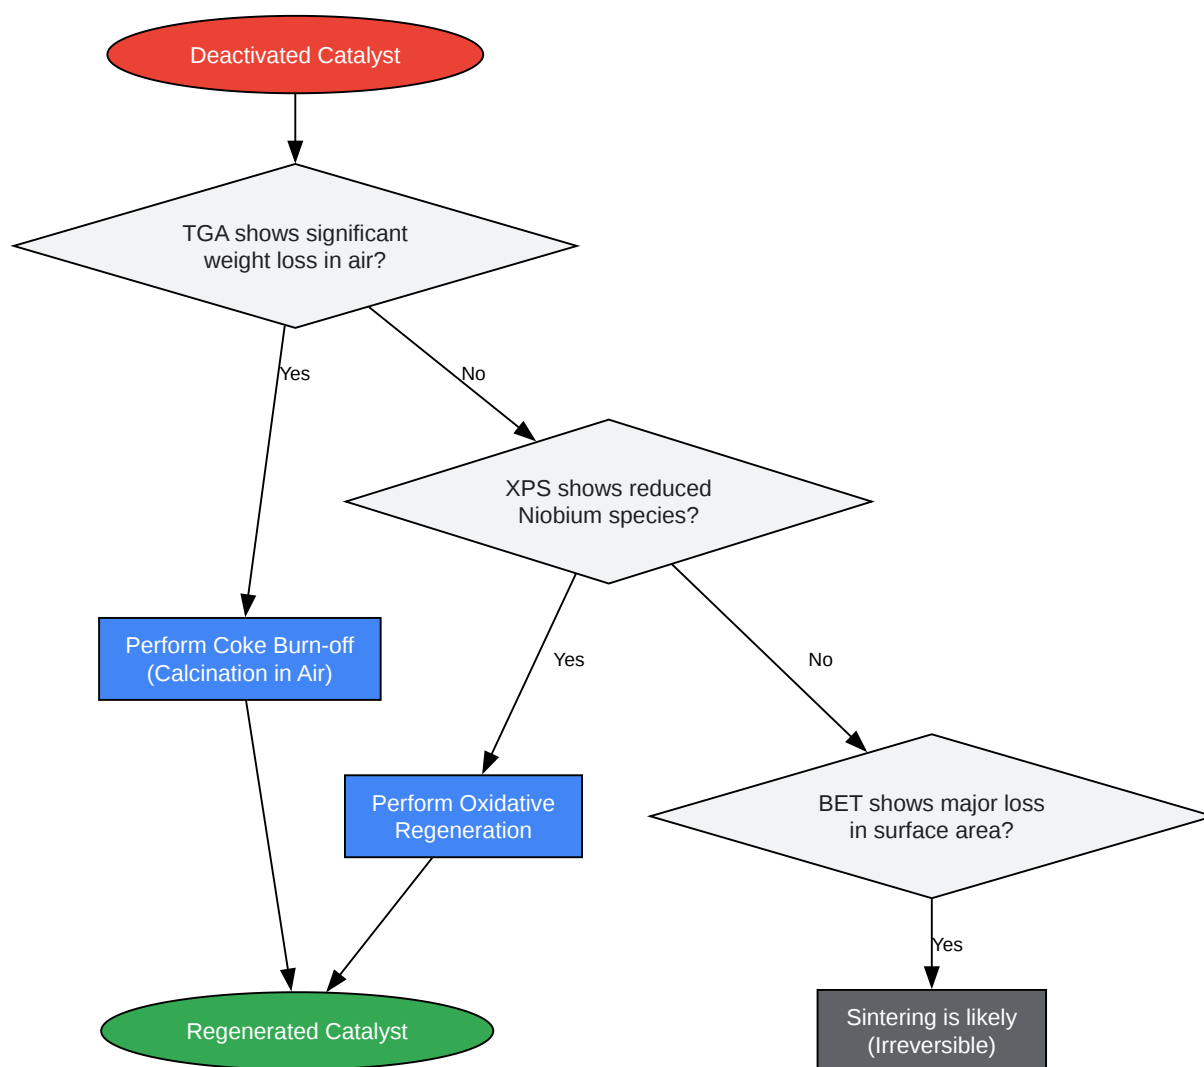 Deactivated Catalyst
TGA shows significant
weight loss in air?
Yes
No
XPS shows reduced
Niobium species?
Perform Coke Burn-off
(Calcination in Air)
Yes
No
Perform Oxidative
Regeneration
BET shows major loss
in surface area?
Yes
Regenerated Catalyst
Sintering is likely
(Irreversible)